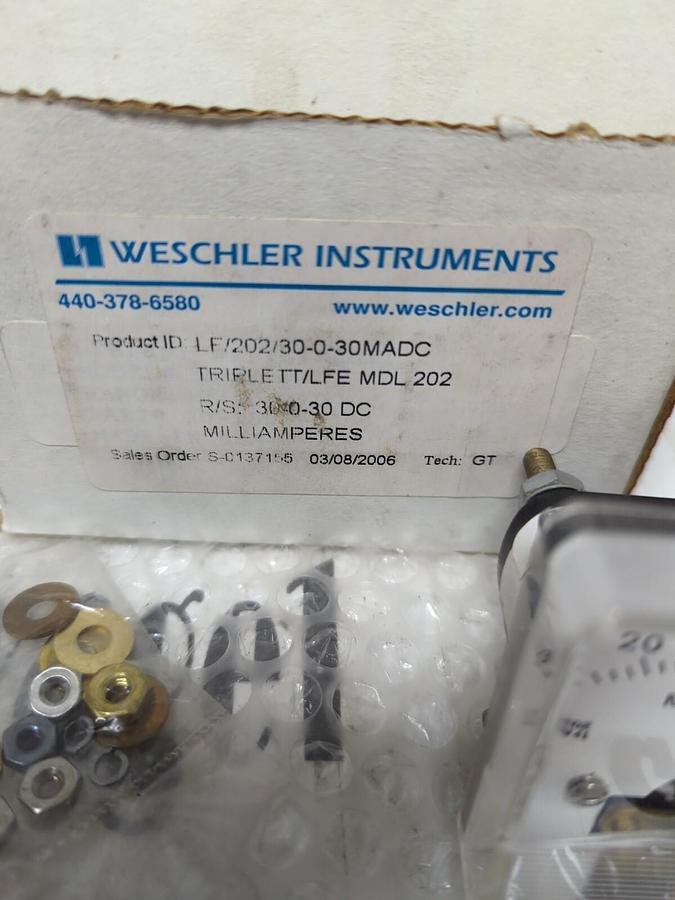 WESCHLER INSTRUMENTS
440-378-6580 www.weschler.com
Product ID: LF/202/30-0-30MADC
TRIPLETT/LFE MDL 202
R/S: 30-0-30 DC
MILLIAMPERES
Sales Order S-0137155 03/08/2006 Tech: GT
20